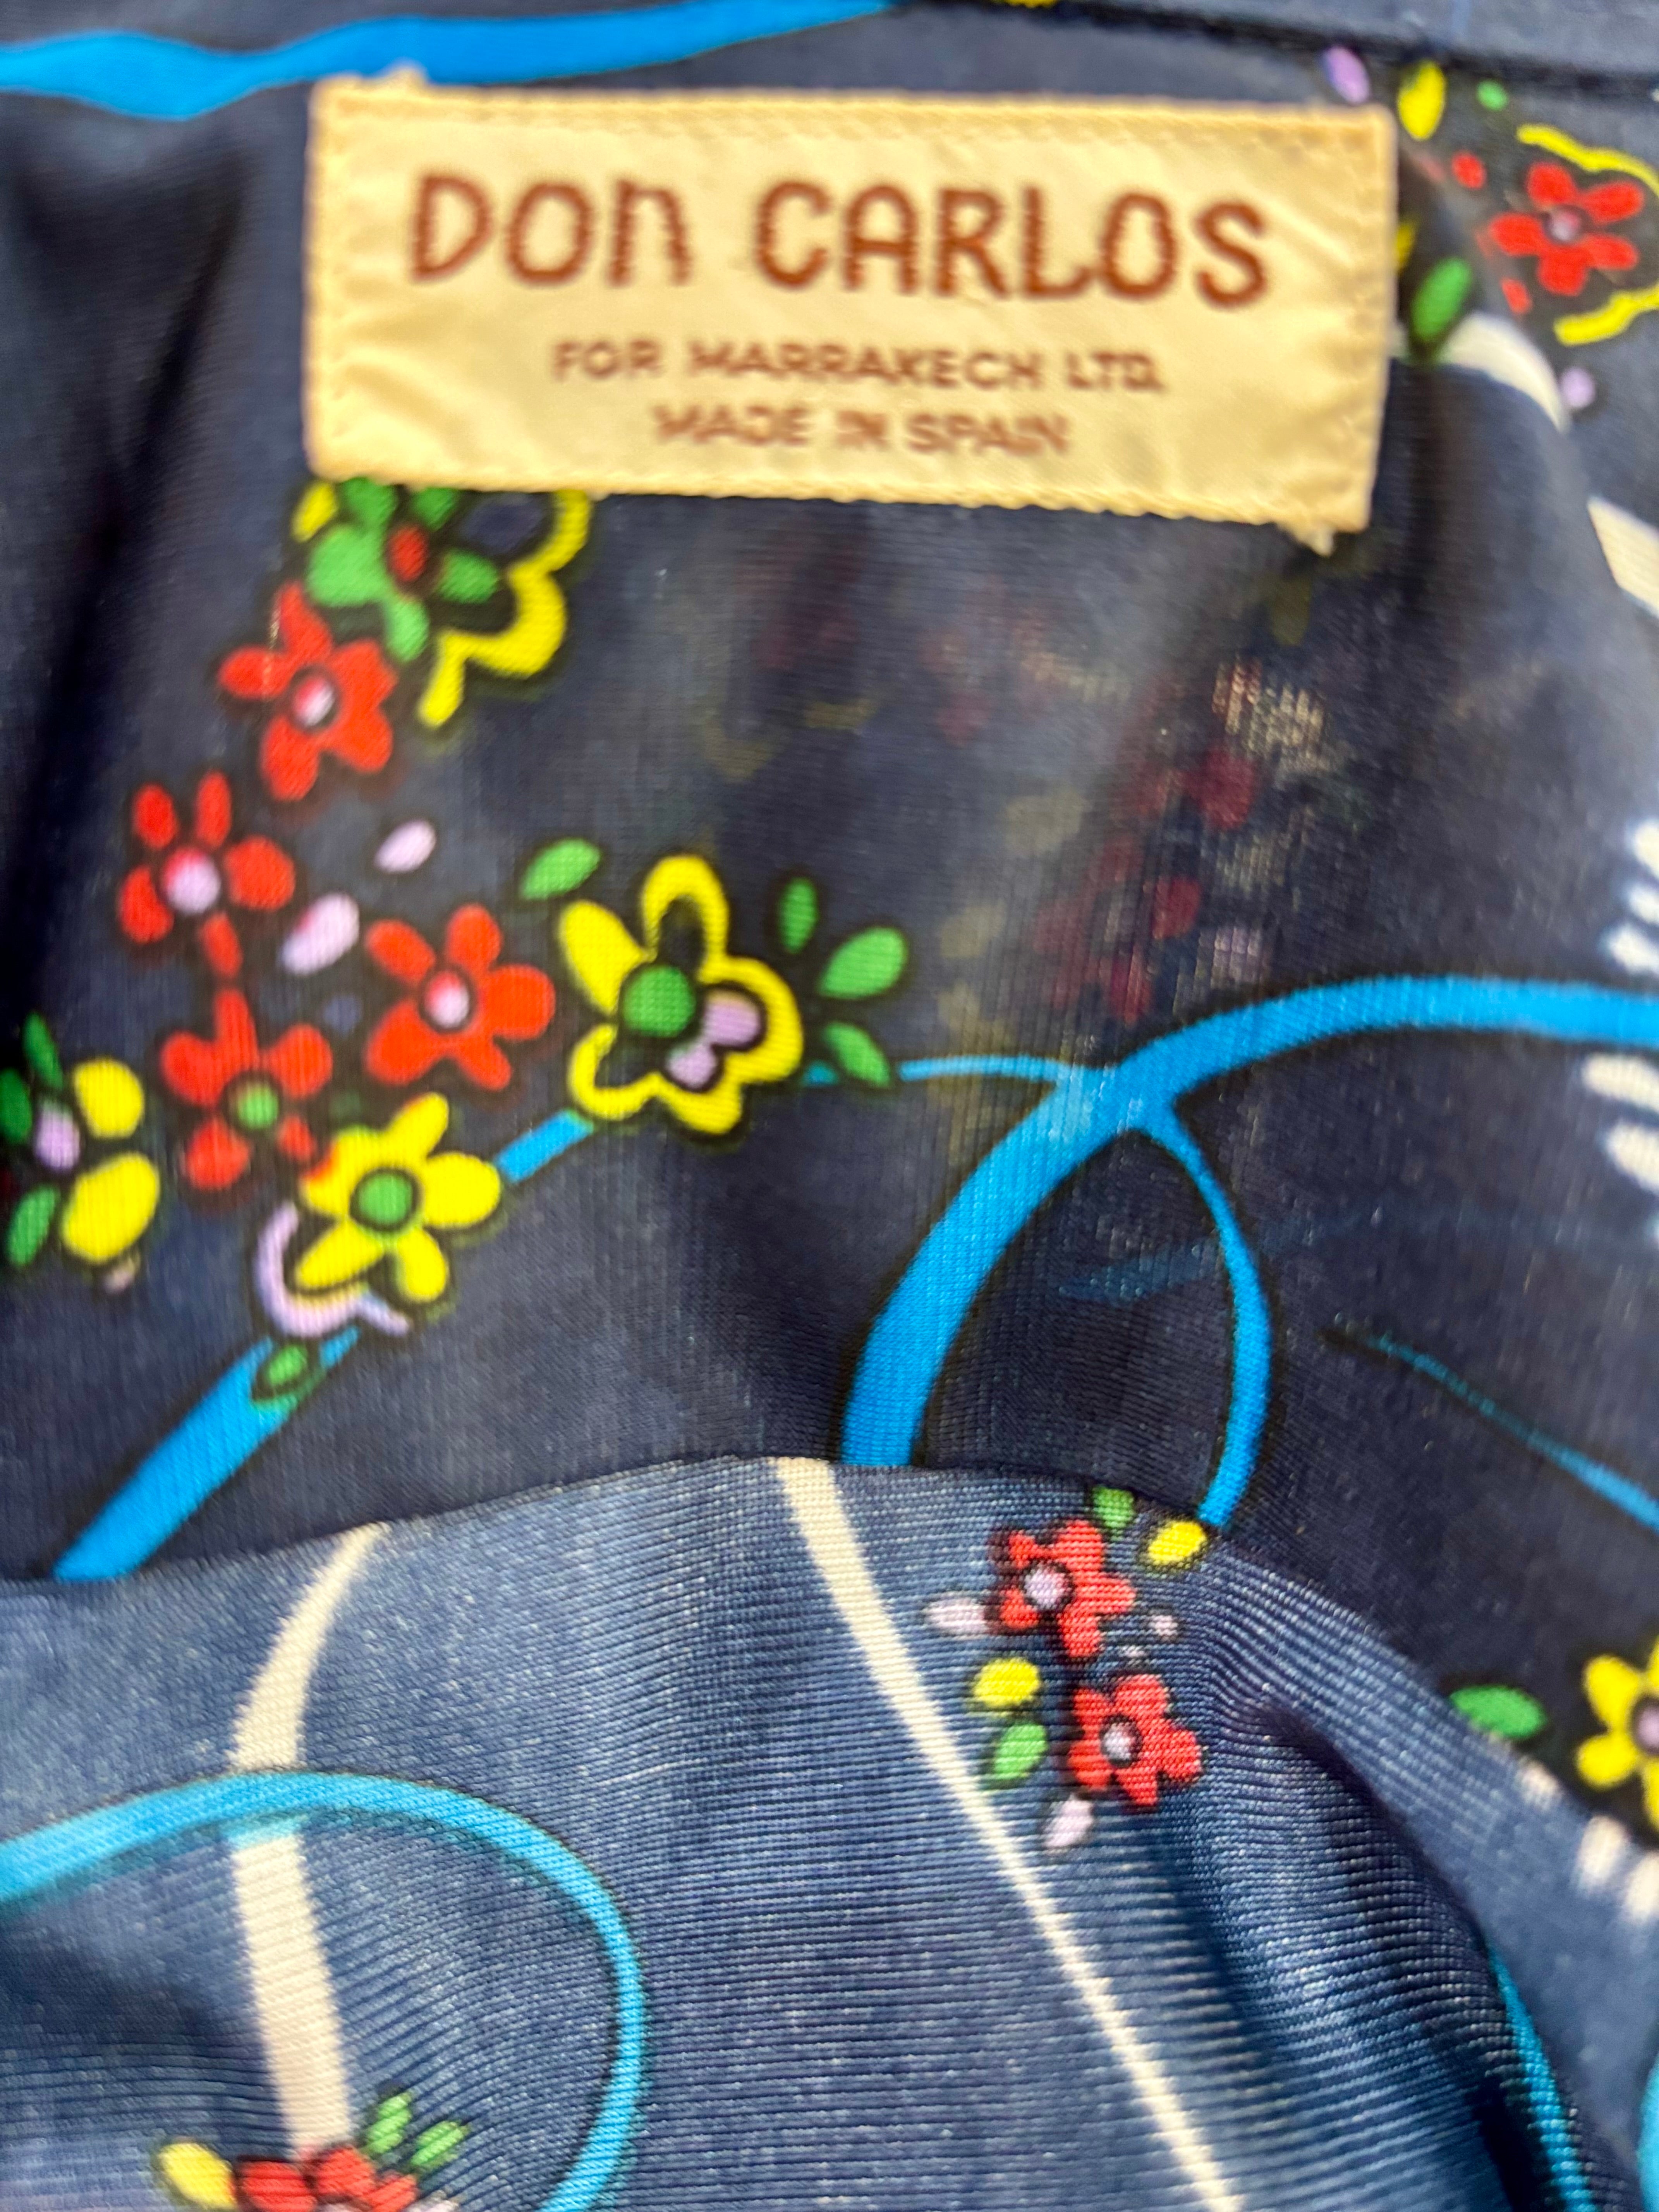 DON CARLOS
FOR MARRAKECH LTD.
MADE IN SPAIN